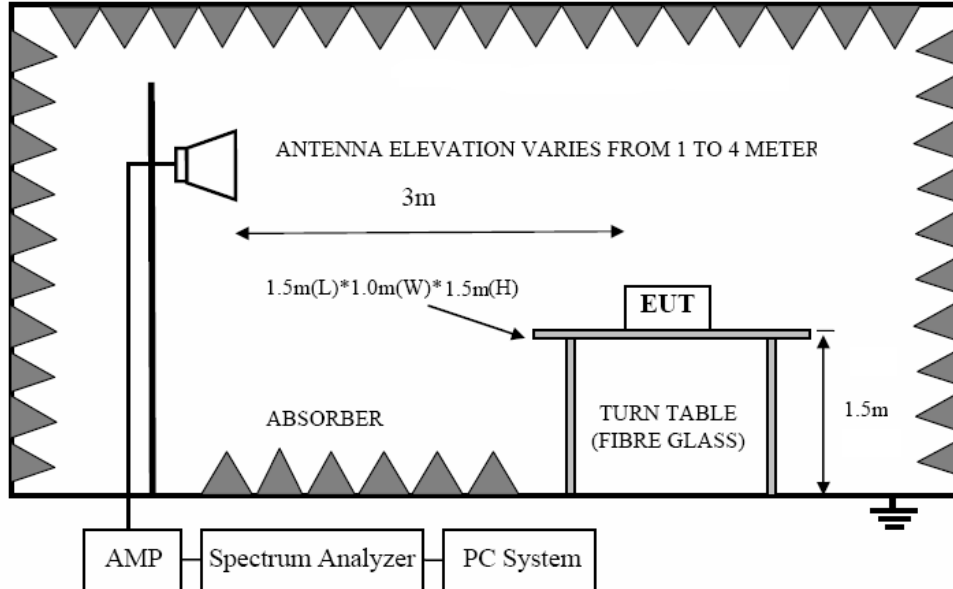 ANTENNA ELEVATION VARIES FROM 1 TO 4 METER
3m
1.5m(L)*1.0m(W)*1.5m(H)
EUT
1.5m
ABSORBER
TURN TABLE
(FIBRE GLASS)
AMP
Spectrum Analyzer
PC System